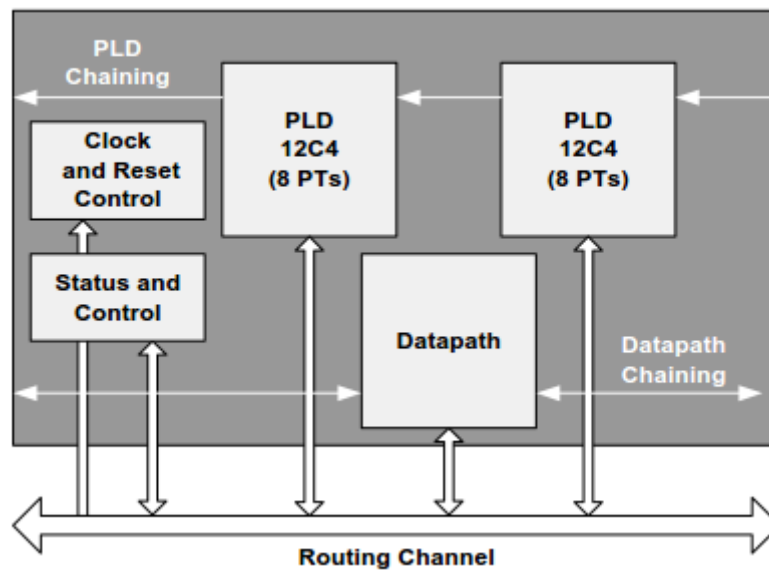 PLD
Chaining
PLD
12C4
(8 PTs)
PLD
12C4
(8 PTs)
Clock
and Reset
Control
Status and
Control
Datapath
Datapath
Chaining
Routing Channel